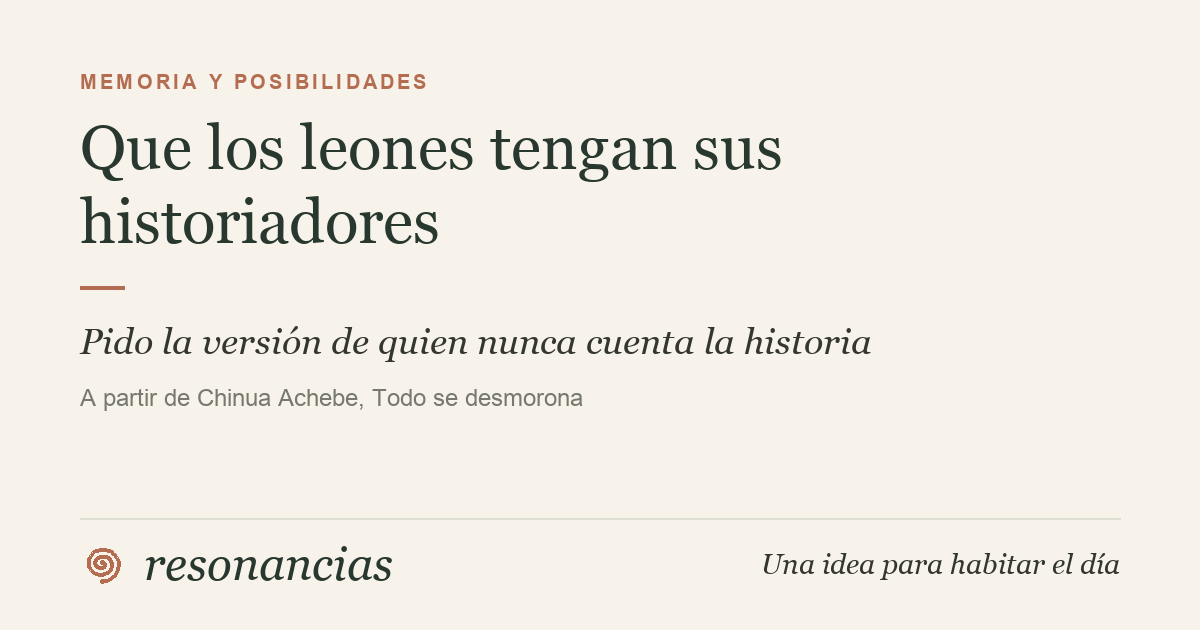 MEMORIA Y POSIBILIDADES
Que los leones tengan sus
historiadores
Pido la versión de quien nunca cuenta la historia
A partir de Chinua Achebe, Todo se desmorona
resonancias
Una idea para habitar el día